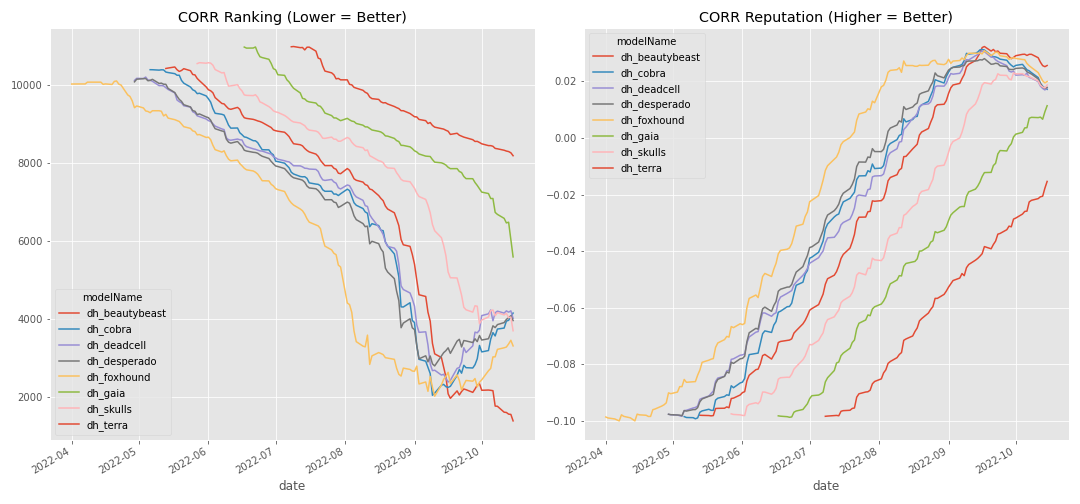 CORR Ranking (Lower = Better)
10000
8000
6000
4000
2000
modelName
dh_beautybeast
dh_cobra
dh_deadcell
dh_desperado
dh_foxhound
dh_gaia
dh_skulls
dh_terra
2022-04
2022-05
2022-06
2022-07
2022-08
2022-09
2022-10
date
CORR Reputation (Higher = Better)
modelName
dh_beautybeast
dh_cobra
dh_deadcell
dh_desperado
dh_foxhound
dh_gaia
dh_skulls
dh_terra
0.02
0.00
−0.02
−0.04
−0.06
−0.08
−0.10
2022-04
2022-05
2022-06
2022-07
2022-08
2022-09
2022-10
date